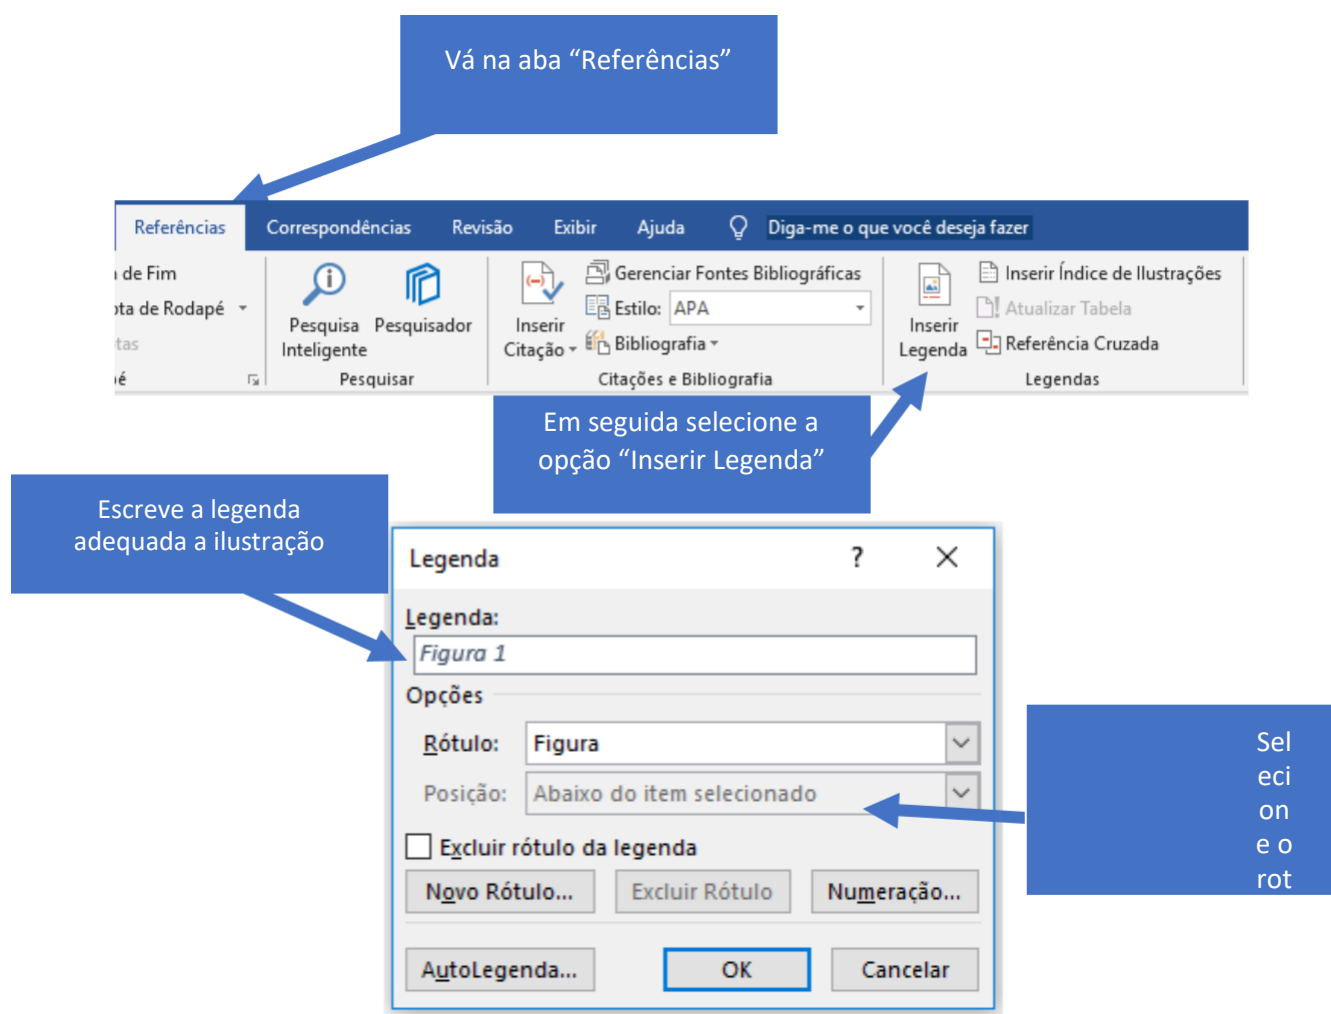 Vá na aba “Referências”
Referências Correspondências Revisão Exibir Ajuda Diga-me o que você deseja fazer
de Fim
ota de Rodapé
tas
é
Pesquisa
Inteligente
Pesquisador
Pesquisar
Inserir
Citação
Gerenciar Fontes Bibliográficas
Estilo: APA
Bibliografia
Citações e Bibliografia
Inserir
Legenda
Inserir Índice de Ilustrações
Atualizar Tabela
Referência Cruzada
Legendas
Em seguida selecione a
opção “Inserir Legenda”
Escreve a legenda
adequada a ilustração
Legenda ?
Legenda:
Figura 1
Opções
Rótulo: Figura
Posição: Abaixo do item selecionado
Excluir rótulo da legenda
Novo Rótulo... Excluir Rótulo Numeração...
AutoLegenda... OK Cancelar
Sel
eci
on
e o
rot